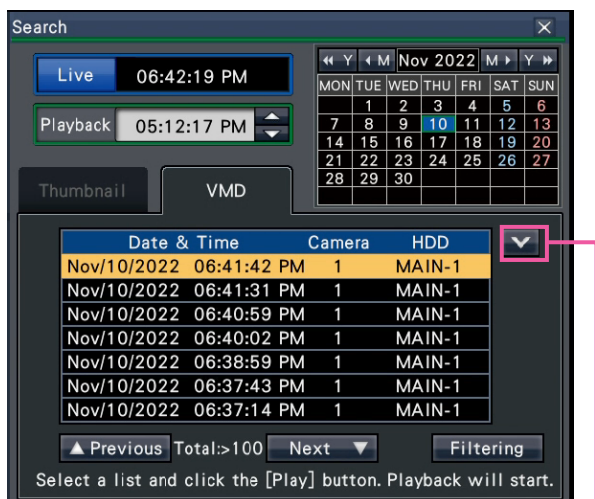 Search
Live 06:42:19 PM
Playback 05:12:17 PM
Y M Nov 2022 M Y
MON TUE WED THU FRI SAT SUN
1 2 3 4 5 6
7 8 9 10 11 12 13
14 15 16 17 18 19 20
21 22 23 24 25 26 27
28 29 30
Thumbnail VMD
Date & Time Camera HDD
Nov/10/2022 06:41:42 PM 1 MAIN-1
Nov/10/2022 06:41:31 PM 1 MAIN-1
Nov/10/2022 06:40:59 PM 1 MAIN-1
Nov/10/2022 06:40:02 PM 1 MAIN-1
Nov/10/2022 06:38:59 PM 1 MAIN-1
Nov/10/2022 06:37:43 PM 1 MAIN-1
Nov/10/2022 06:37:14 PM 1 MAIN-1
▲ Previous Total:>100 Next ▼ Filtering
Select a list and click the [Play] button. Playback will start.